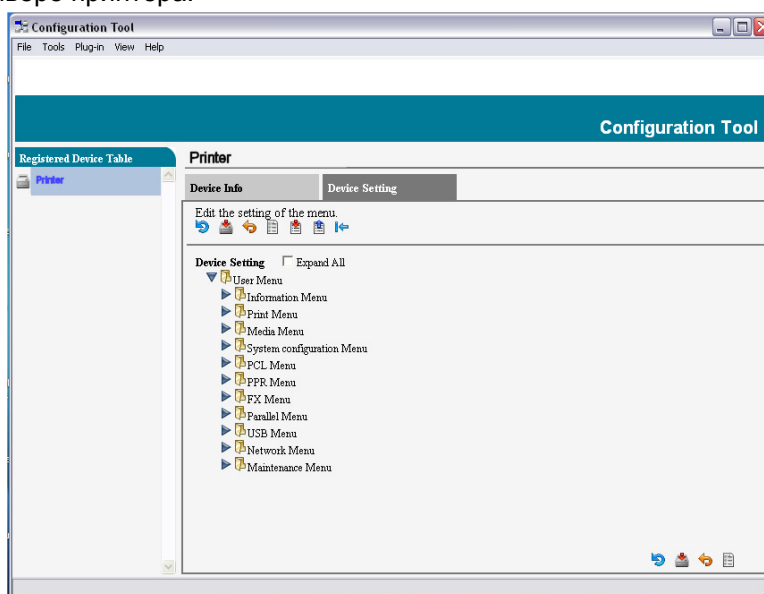 принтера.
Configuration Tool
File Tools Plug-in View Help
Configuration Tool
Registered Device Table
Printer
Printer
Device Info Device Setting
Edit the setting of the menu.
Device Setting Expand All
User Menu
Information Menu
Print Menu
Media Menu
System configuration Menu
PCL Menu
PPR Menu
FX Menu
Parallel Menu
USB Menu
Network Menu
Maintenance Menu